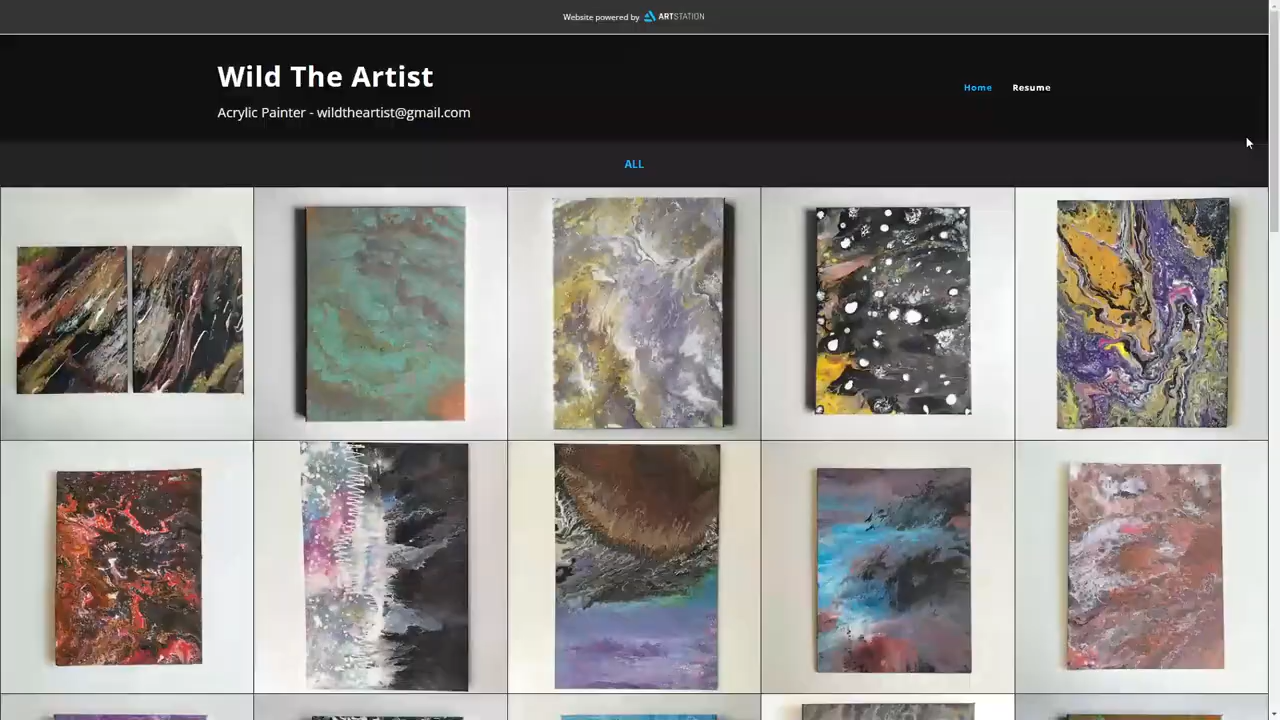 Website powered by ARTSTATION
Wild The Artist
Home Resume
Acrylic Painter - wildtheartist@gmail.com
ALL